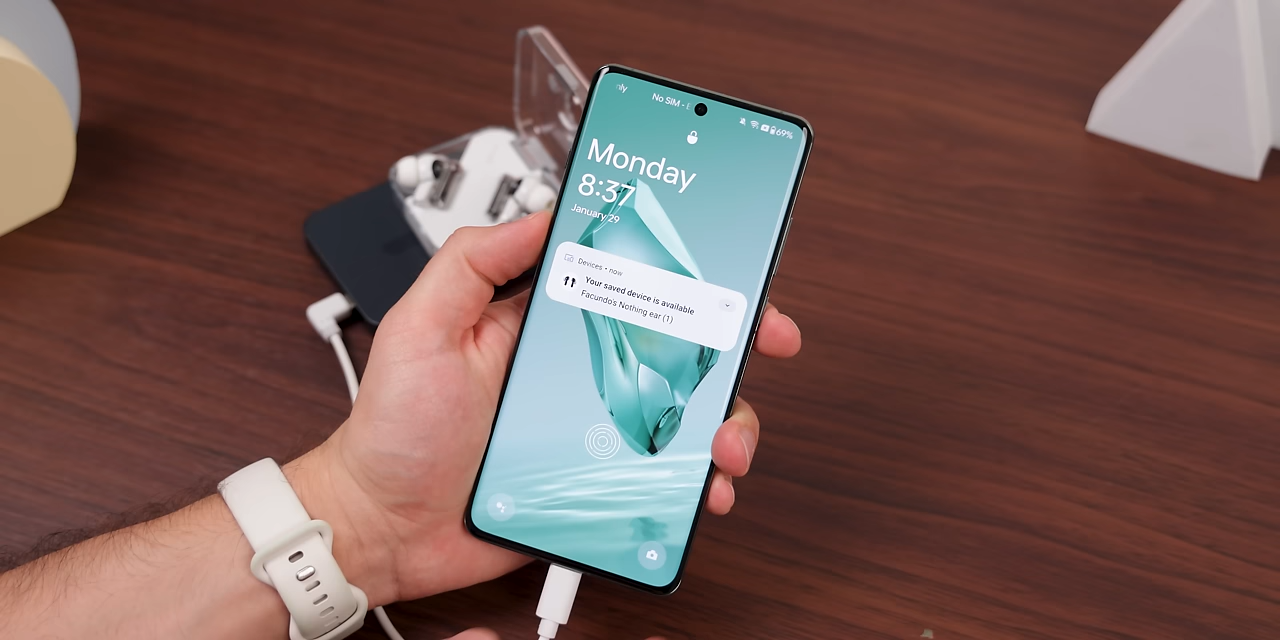 No SIM -
69%
Monday
8:37
January 29
Devices • now
Your saved device is available
Facundo's Nothing ear (1)